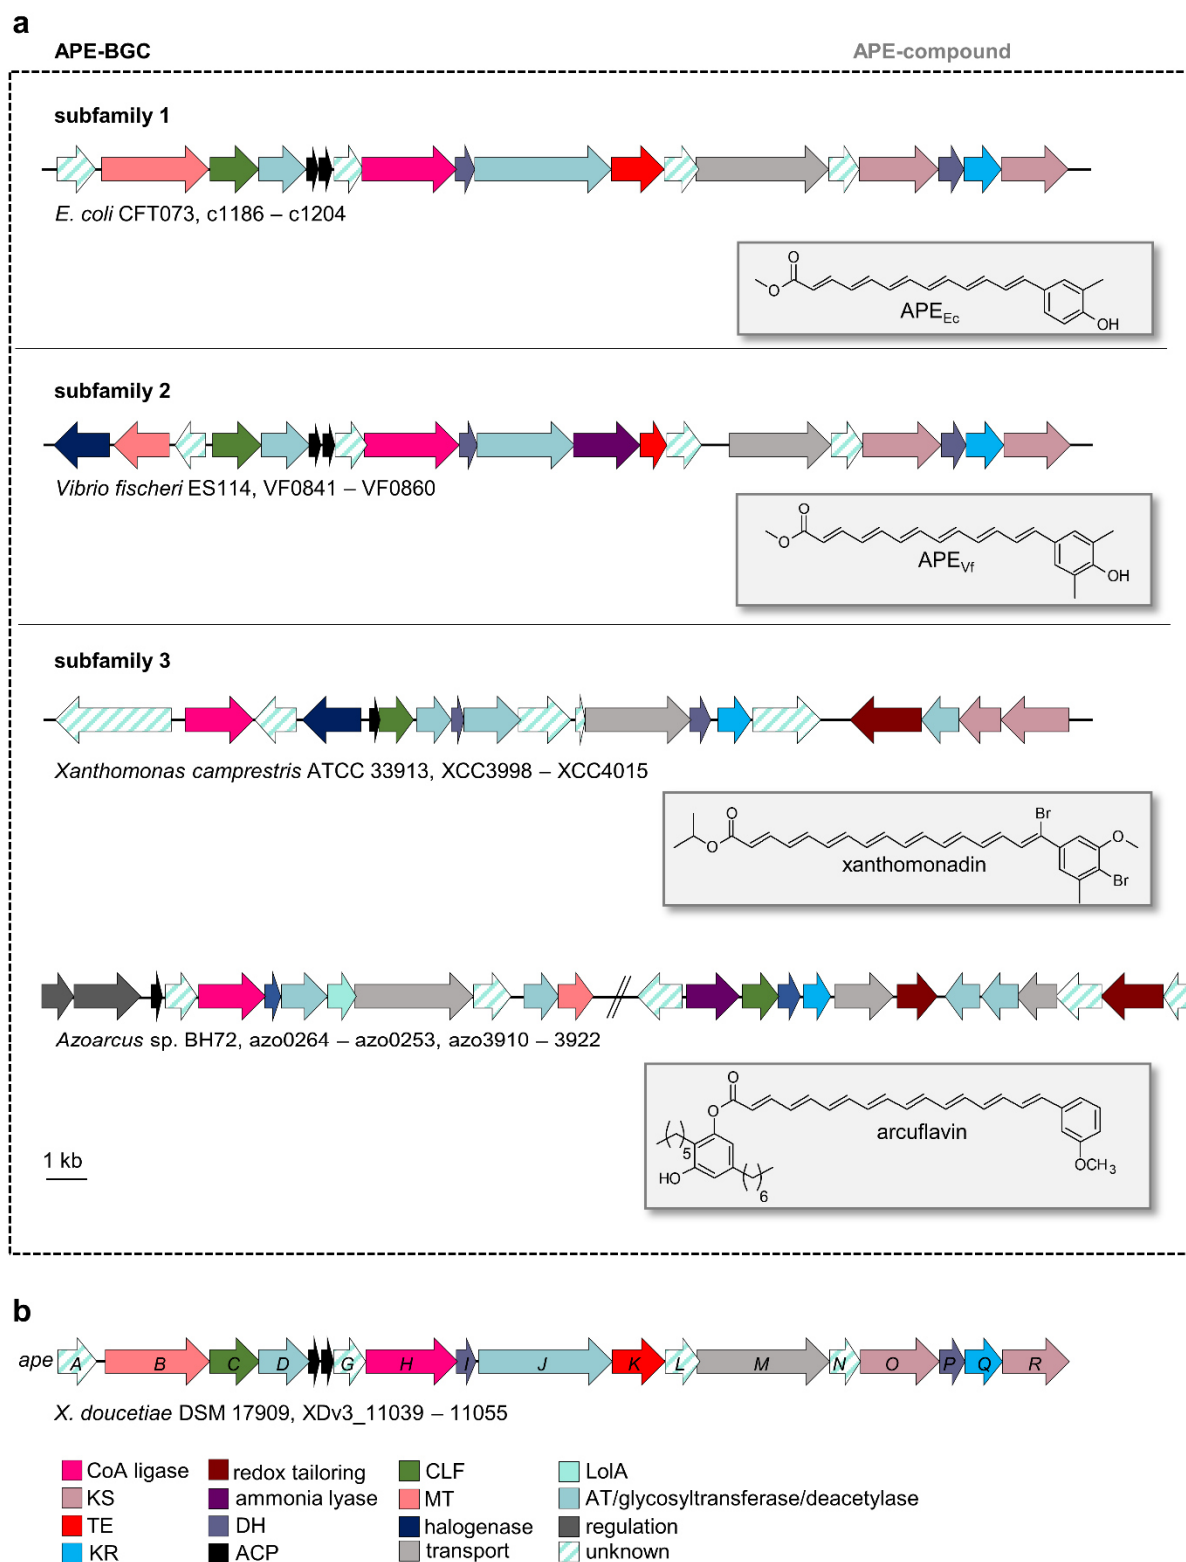 a
APE-BGC APE-compound
subfamily 1
E. coli CFT073, c1186 – c1204
O
O
OH
APEEc
subfamily 2
Vibrio fischeri ES114, VF0841 – VF0860
O
O
OH
APEVf
subfamily 3
Xanthomonas camprestris ATCC 33913, XCC3998 – XCC4015
O
O
Br
O
Br
xanthomonadin
Azoarcus sp. BH72, azo0264 – azo0253, azo3910 – 3922
O
O
arcuflavin
5
HO
6
OCH3
1 kb
b
ape A B C D G H I J K L M N O P Q R
X. doucetiae DSM 17909, XDv3_11039 – 11055
CoA ligase redox tailoring CLF LolA
KS ammonia lyase MT AT/glycosyltransferase/deacetylase
TE DH halogenase regulation
KR ACP transport unknown